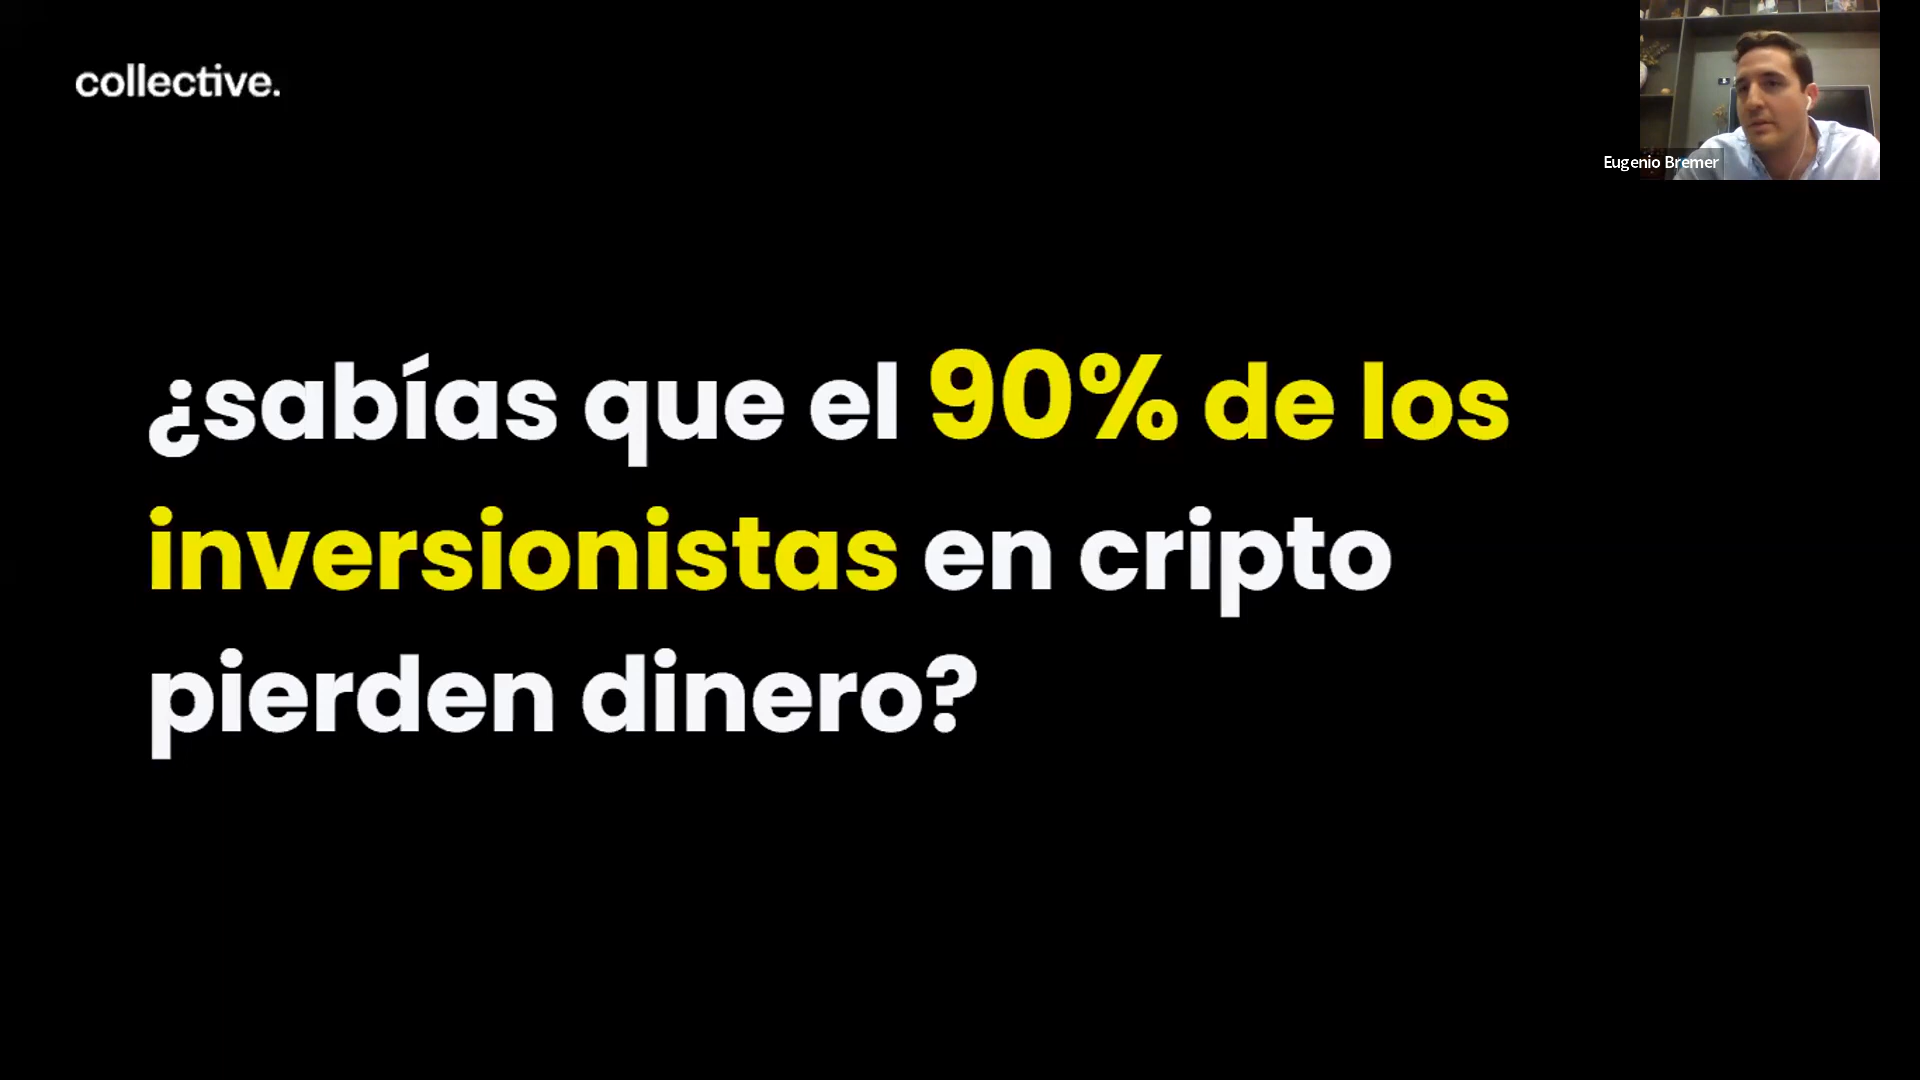 collective.
Eugenio Bremer
¿sabías que el 90% de los
inversionistas en cripto
pierden dinero?